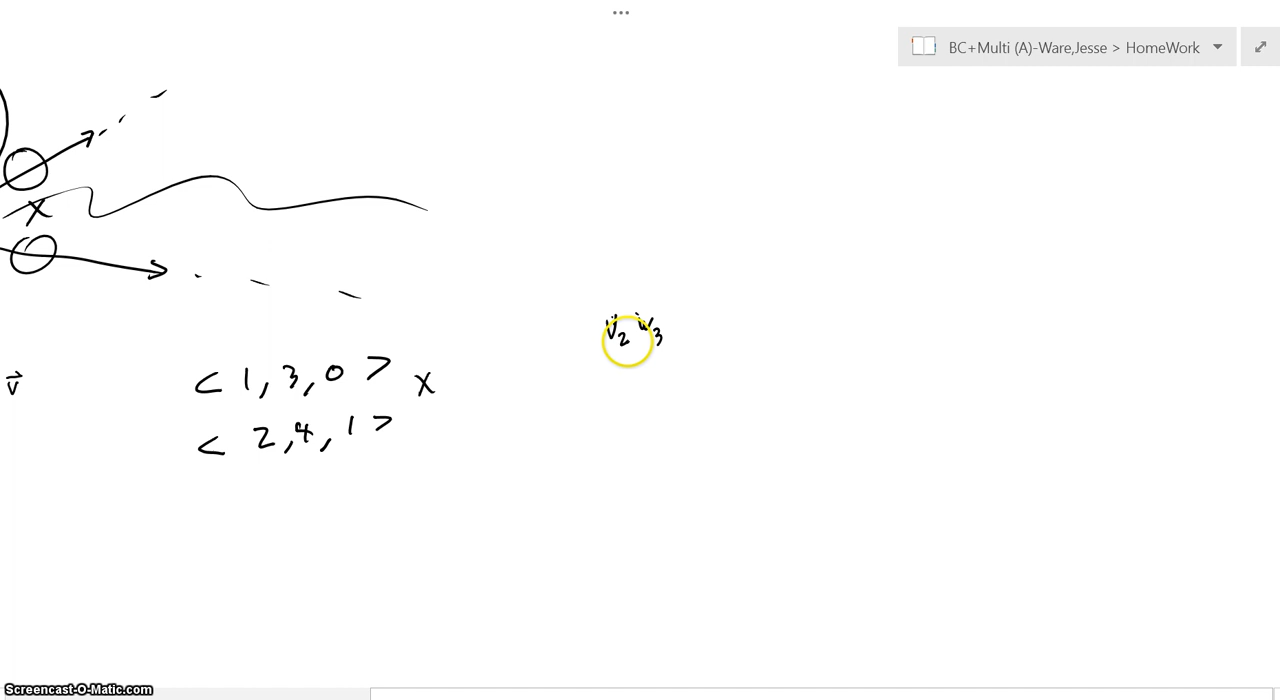 ...
BC+Multi (A)-Ware,Jesse > HomeWork
x
v₂ w₃
v⃗
< 1, 3, 0 > x
< 2, 4, 1 >
Screencast-O-Matic.com